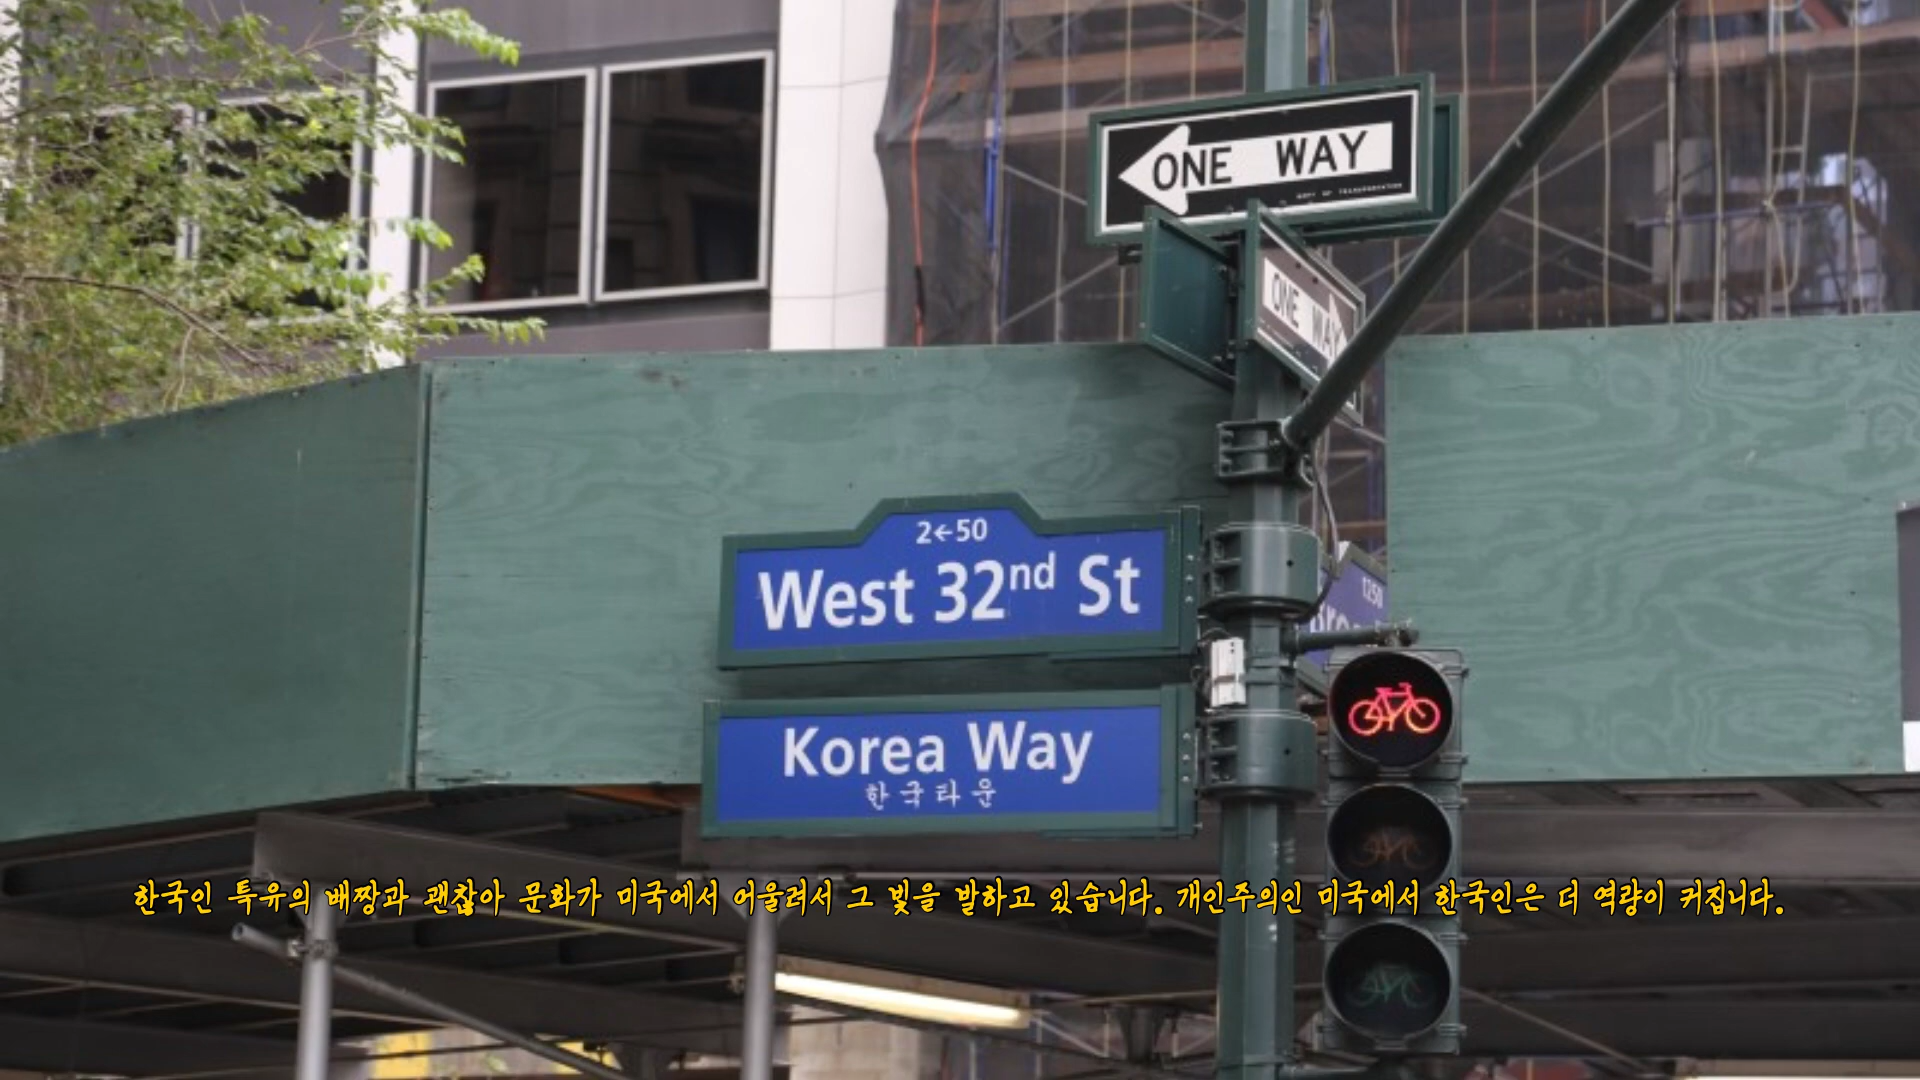 ONE WAY
ONE WAY
2←50
West 32nd St
1250
Korea Way
한국타운
한국인 특유의 배짱과 괜찮아 문화가 미국에서 어울려서 그 빛을 발하고 있습니다. 개인주의인 미국에서 한국인은 더 역량이 커집니다.